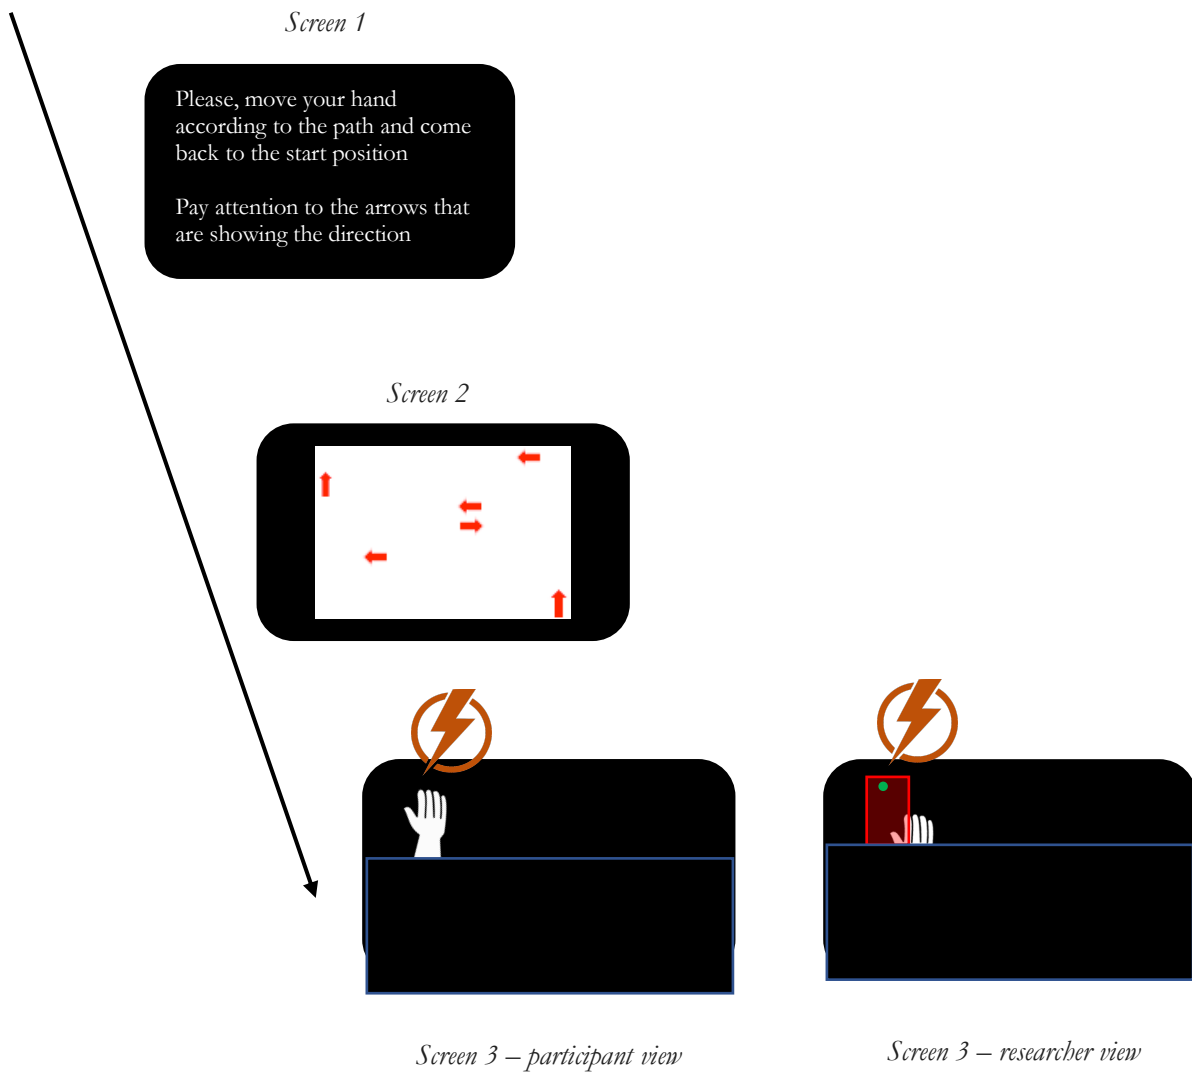 Screen 1
Please, move your hand
according to the path and come
back to the start position
Pay attention to the arrows that
are showing the direction
Screen 2
Screen 3 – participant view
Screen 3 – researcher view